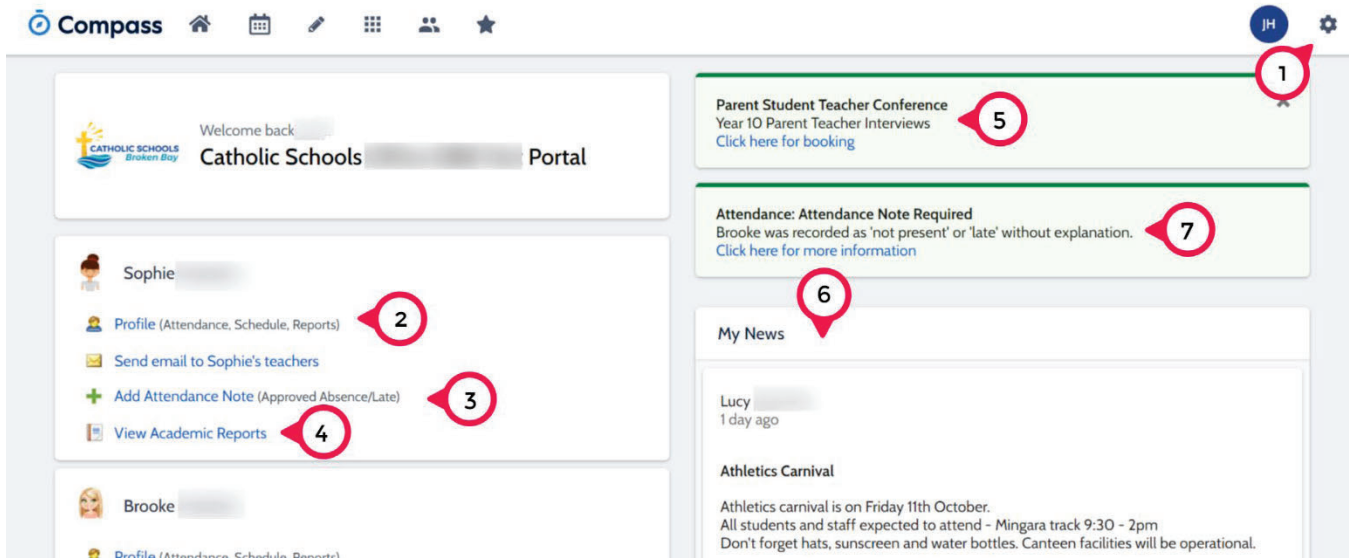 Compass
JH
1
CATHOLIC SCHOOLS
Broken Bay
Welcome back
Catholic Schools Portal
Sophie
Profile (Attendance, Schedule, Reports)
2
Send email to Sophie's teachers
Add Attendance Note (Approved Absence/Late)
3
View Academic Reports
4
Brooke
Profile (Attendance, Schedule, Reports)
Parent Student Teacher Conference
Year 10 Parent Teacher Interviews
5
Click here for booking
Attendance: Attendance Note Required
Brooke was recorded as 'not present' or 'late' without explanation.
7
Click here for more information
6
My News
Lucy
1 day ago
Athletics Carnival
Athletics carnival is on Friday 11th October.
All students and staff expected to attend - Mingara track 9:30 - 2pm
Don't forget hats, sunscreen and water bottles. Canteen facilities will be operational.